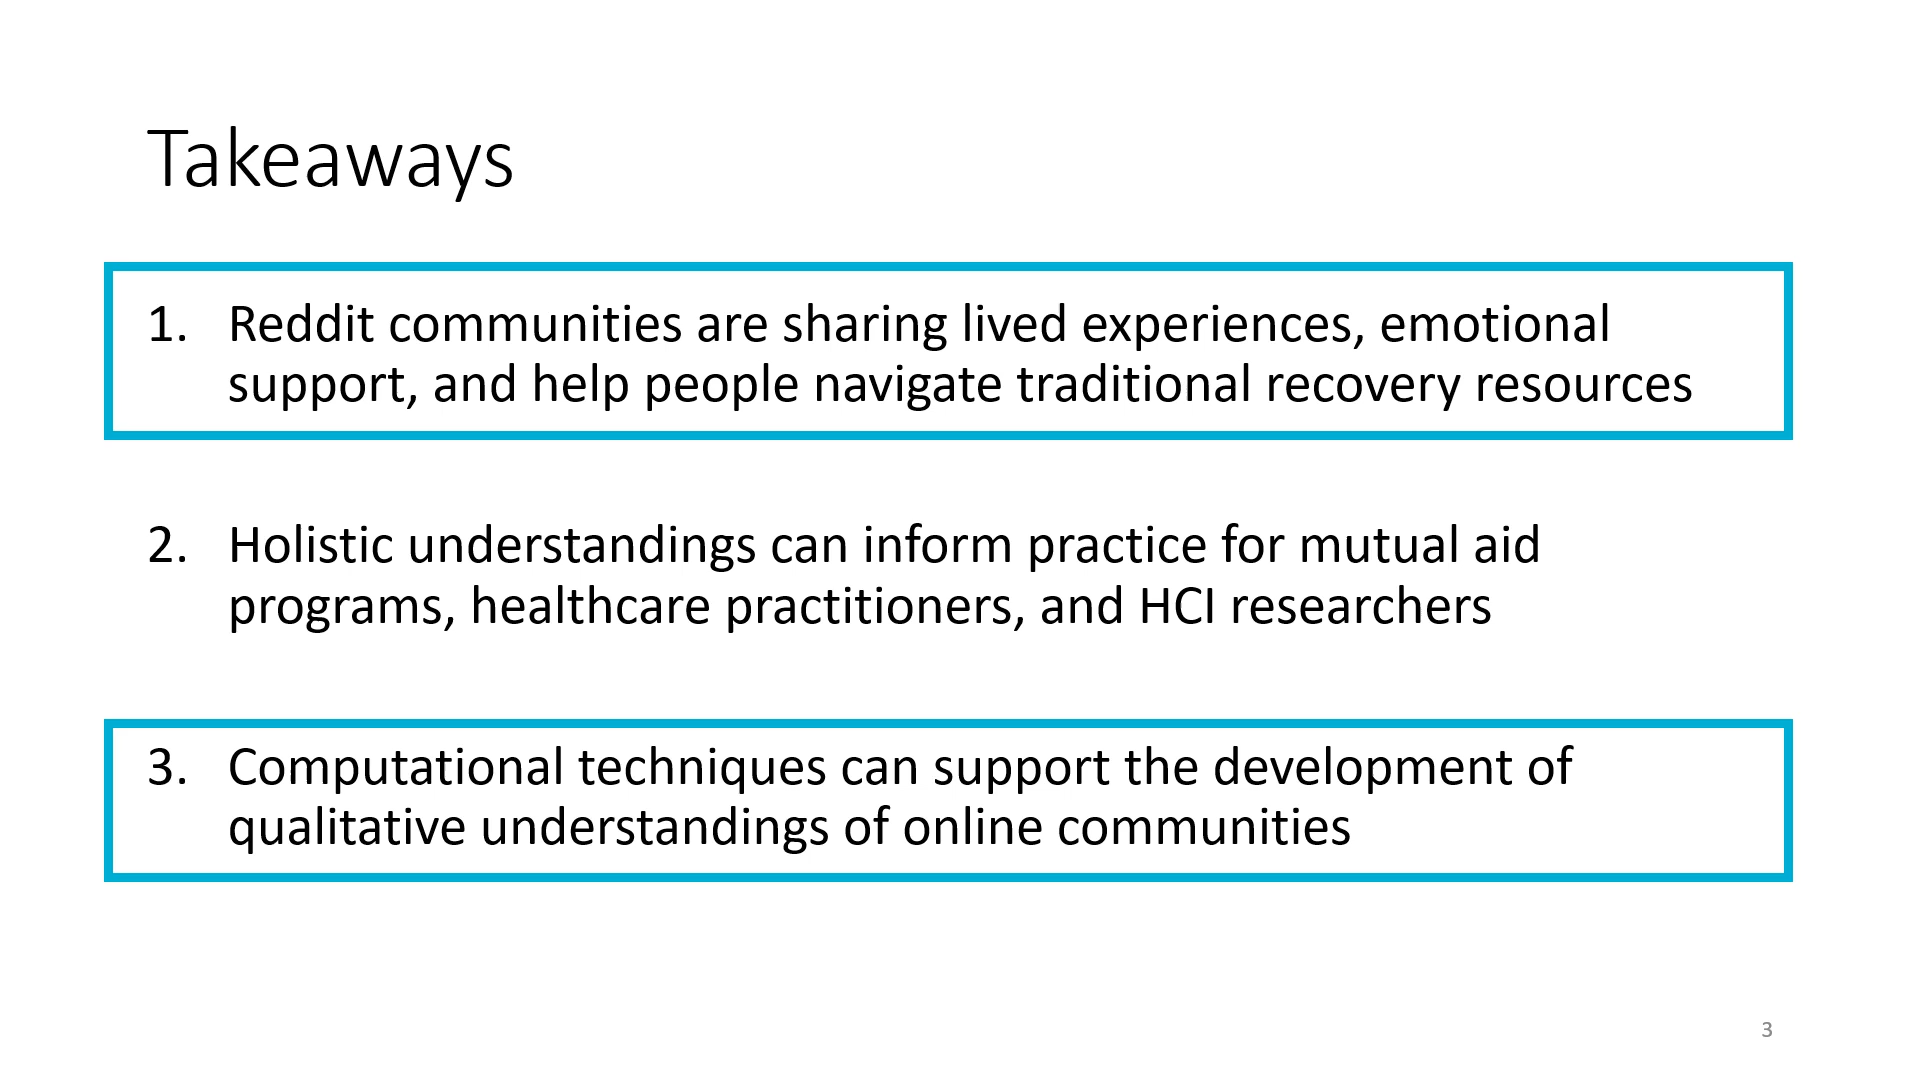 Takeaways
1. Reddit communities are sharing lived experiences, emotional
support, and help people navigate traditional recovery resources
2. Holistic understandings can inform practice for mutual aid
programs, healthcare practitioners, and HCI researchers
3. Computational techniques can support the development of
qualitative understandings of online communities
3